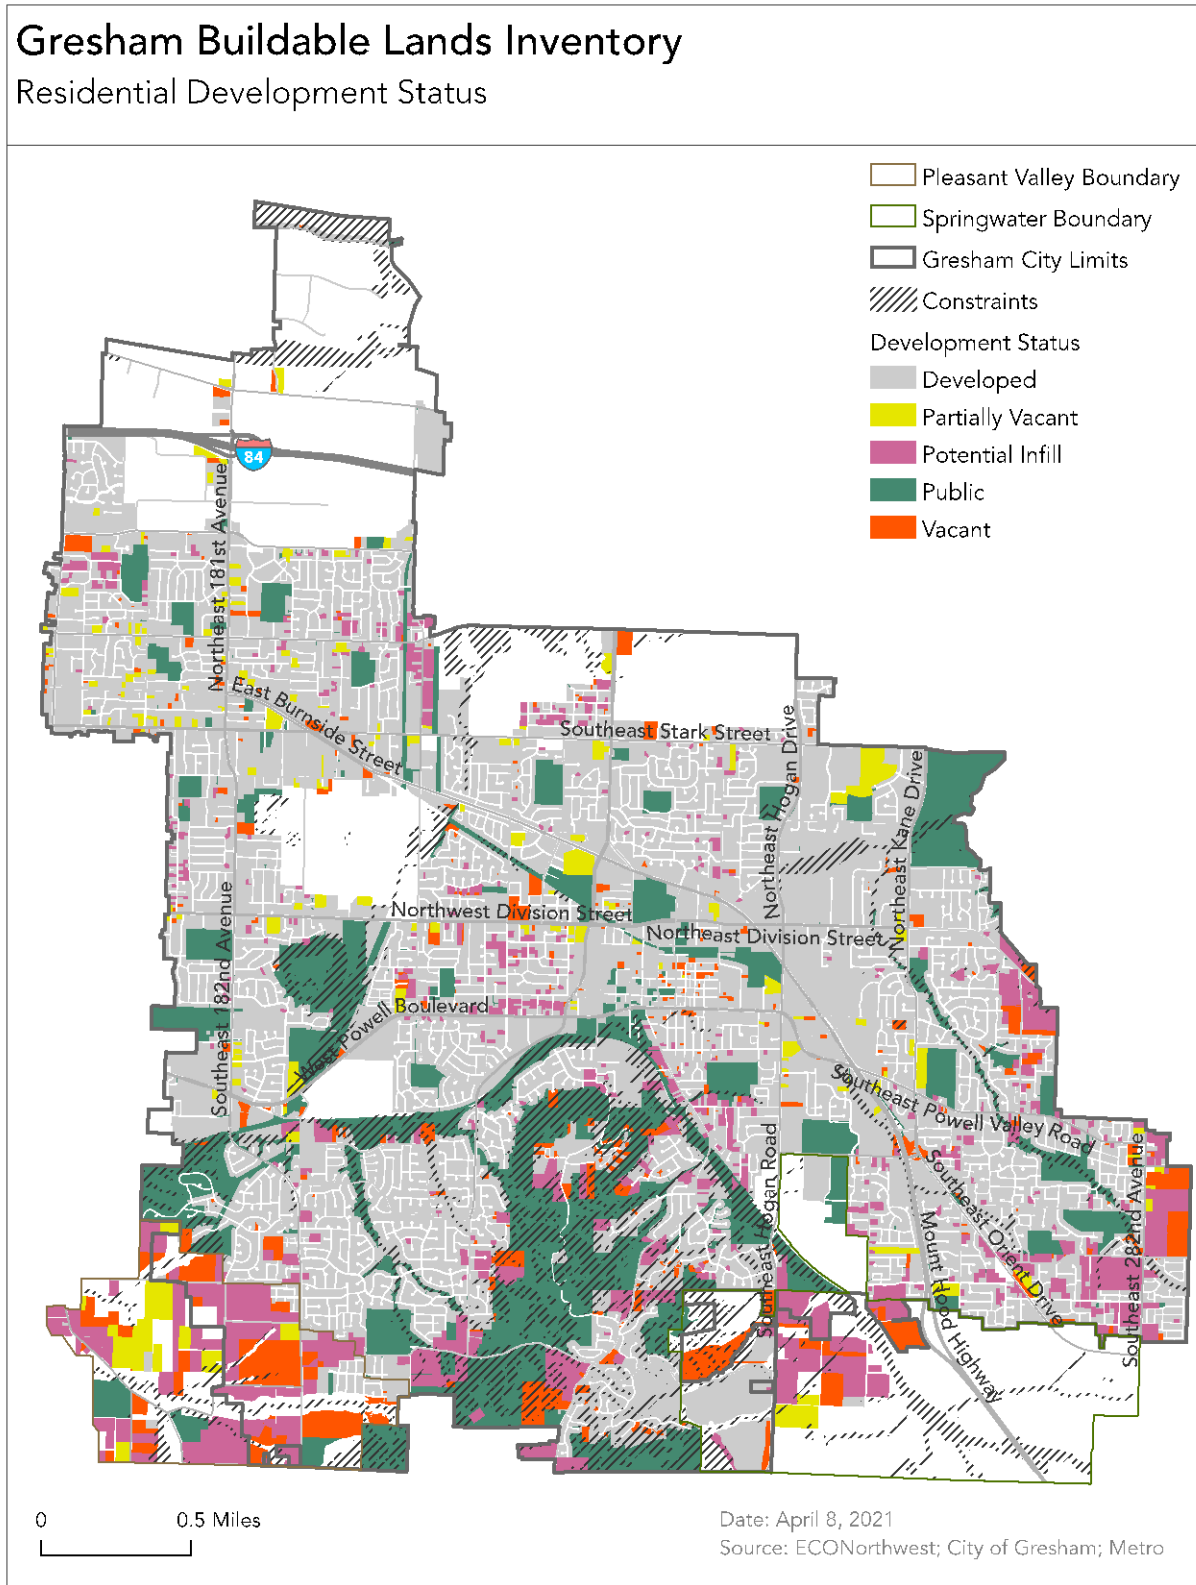 Gresham Buildable Lands Inventory
Residential Development Status
Pleasant Valley Boundary
Springwater Boundary
Gresham City Limits
Constraints
Development Status
Developed
Partially Vacant
Potential Infill
Public
Vacant
84
Northeast 181st Avenue
East Burnside Street
Southeast Stark Street
Northeast Hogan Drive
Northeast Kane Drive
Northwest Division Street
Northeast Division Street
Southeast 182nd Avenue
West Powell Boulevard
Southeast Powell Valley Road
Southeast Hogan Road
Southeast Orient Drive
Mount Hood Highway
Southeast 282nd Avenue
0 0.5 Miles
Date: April 8, 2021
Source: ECONorthwest; City of Gresham; Metro